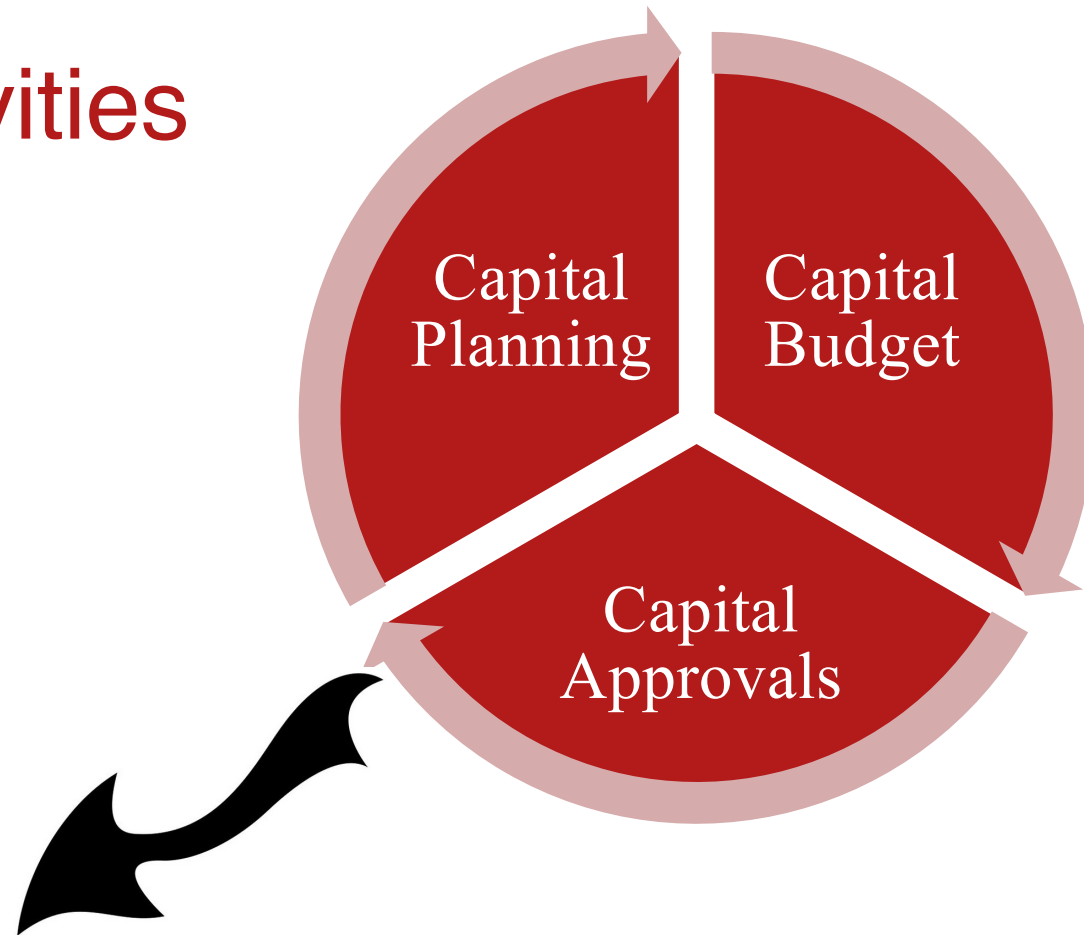 vities
Capital
Planning
Capital
Budget
Capital
Approvals